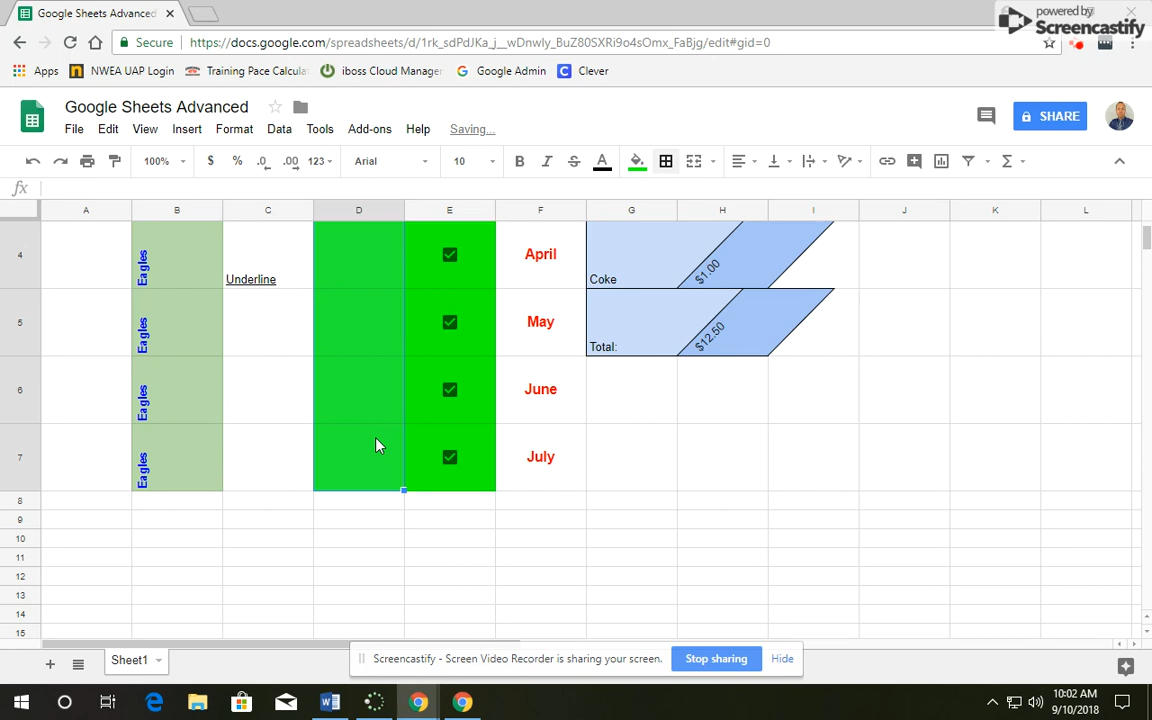 Google Sheets Advanced
powered by
Screencastify
Secure https://docs.google.com/spreadsheets/d/1rk_sdPdJKa_j__wDnwly_BuZ80SXRi9o4sOmx_FaBjg/edit#gid=0
Apps NWEA UAP Login Training Pace Calcula iboss Cloud Manage Google Admin Clever
Google Sheets Advanced
File Edit View Insert Format Data Tools Add-ons Help Saving...
SHARE
100% $ % .0 .00 123 Arial 10 B I S A Σ
fx
A B C D E F G H I J K L
4 Eagles Underline April Coke $1.00
5 Eagles May Total: $12.50
6 Eagles June
7 Eagles July
8
9
10
11
12
13
14
15
Sheet1
Screencastify - Screen Video Recorder is sharing your screen. Stop sharing Hide
10:02 AM
9/10/2018